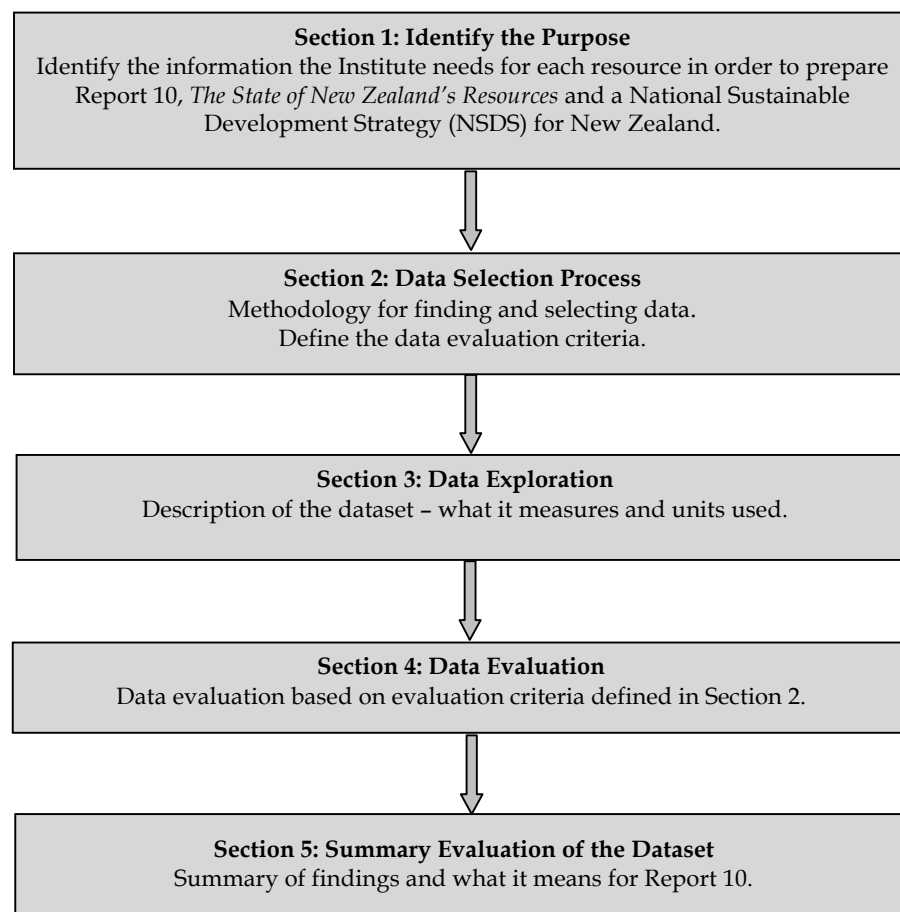 Section 1: Identify the Purpose
Identify the information the Institute needs for each resource in order to prepare
Report 10, The State of New Zealand's Resources and a National Sustainable
Development Strategy (NSDS) for New Zealand.
Section 2: Data Selection Process
Methodology for finding and selecting data.
Define the data evaluation criteria.
Section 3: Data Exploration
Description of the dataset – what it measures and units used.
Section 4: Data Evaluation
Data evaluation based on evaluation criteria defined in Section 2.
Section 5: Summary Evaluation of the Dataset
Summary of findings and what it means for Report 10.